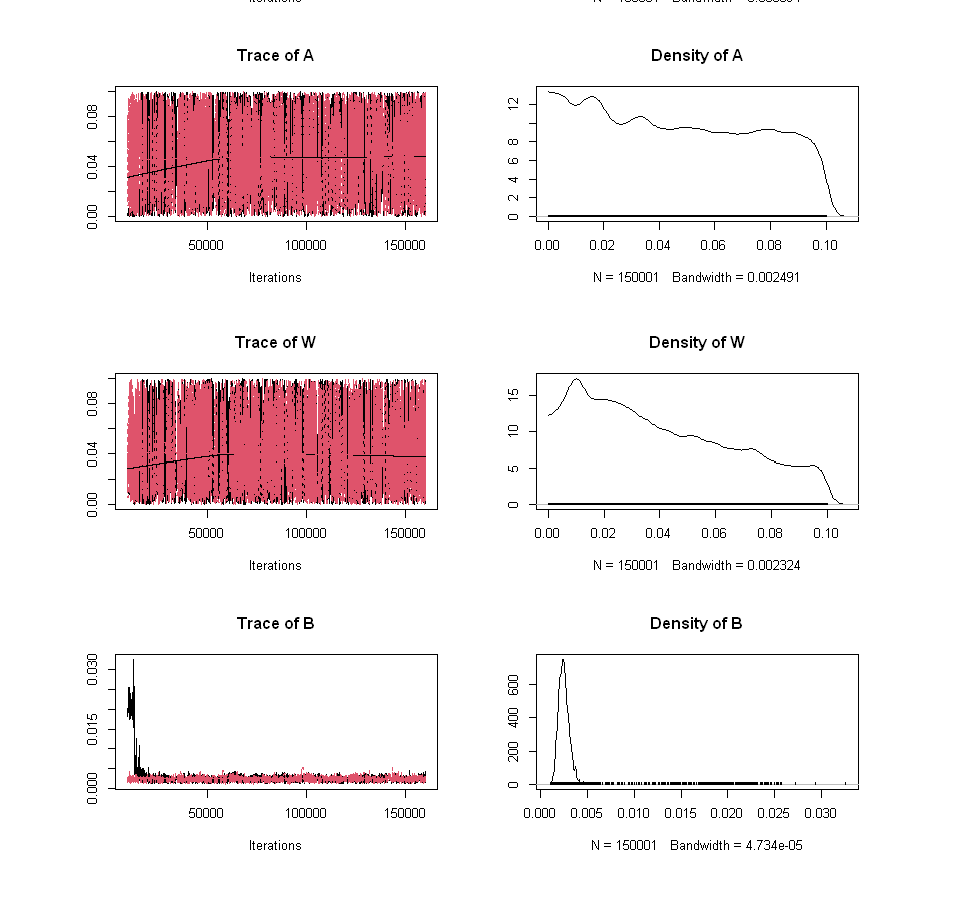 Trace of A
Density of A
0.00 0.04 0.08
50000 100000 150000
Iterations
0 2 4 6 8 12
0.00 0.02 0.04 0.06 0.08 0.10
N = 150001 Bandwidth = 0.002491
Trace of W
Density of W
0.00 0.04 0.08
50000 100000 150000
Iterations
0 5 10 15
0.00 0.02 0.04 0.06 0.08 0.10
N = 150001 Bandwidth = 0.002324
Trace of B
Density of B
0.000 0.015 0.030
50000 100000 150000
Iterations
0 200 400 600
0.000 0.005 0.010 0.015 0.020 0.025 0.030
N = 150001 Bandwidth = 4.734e-05